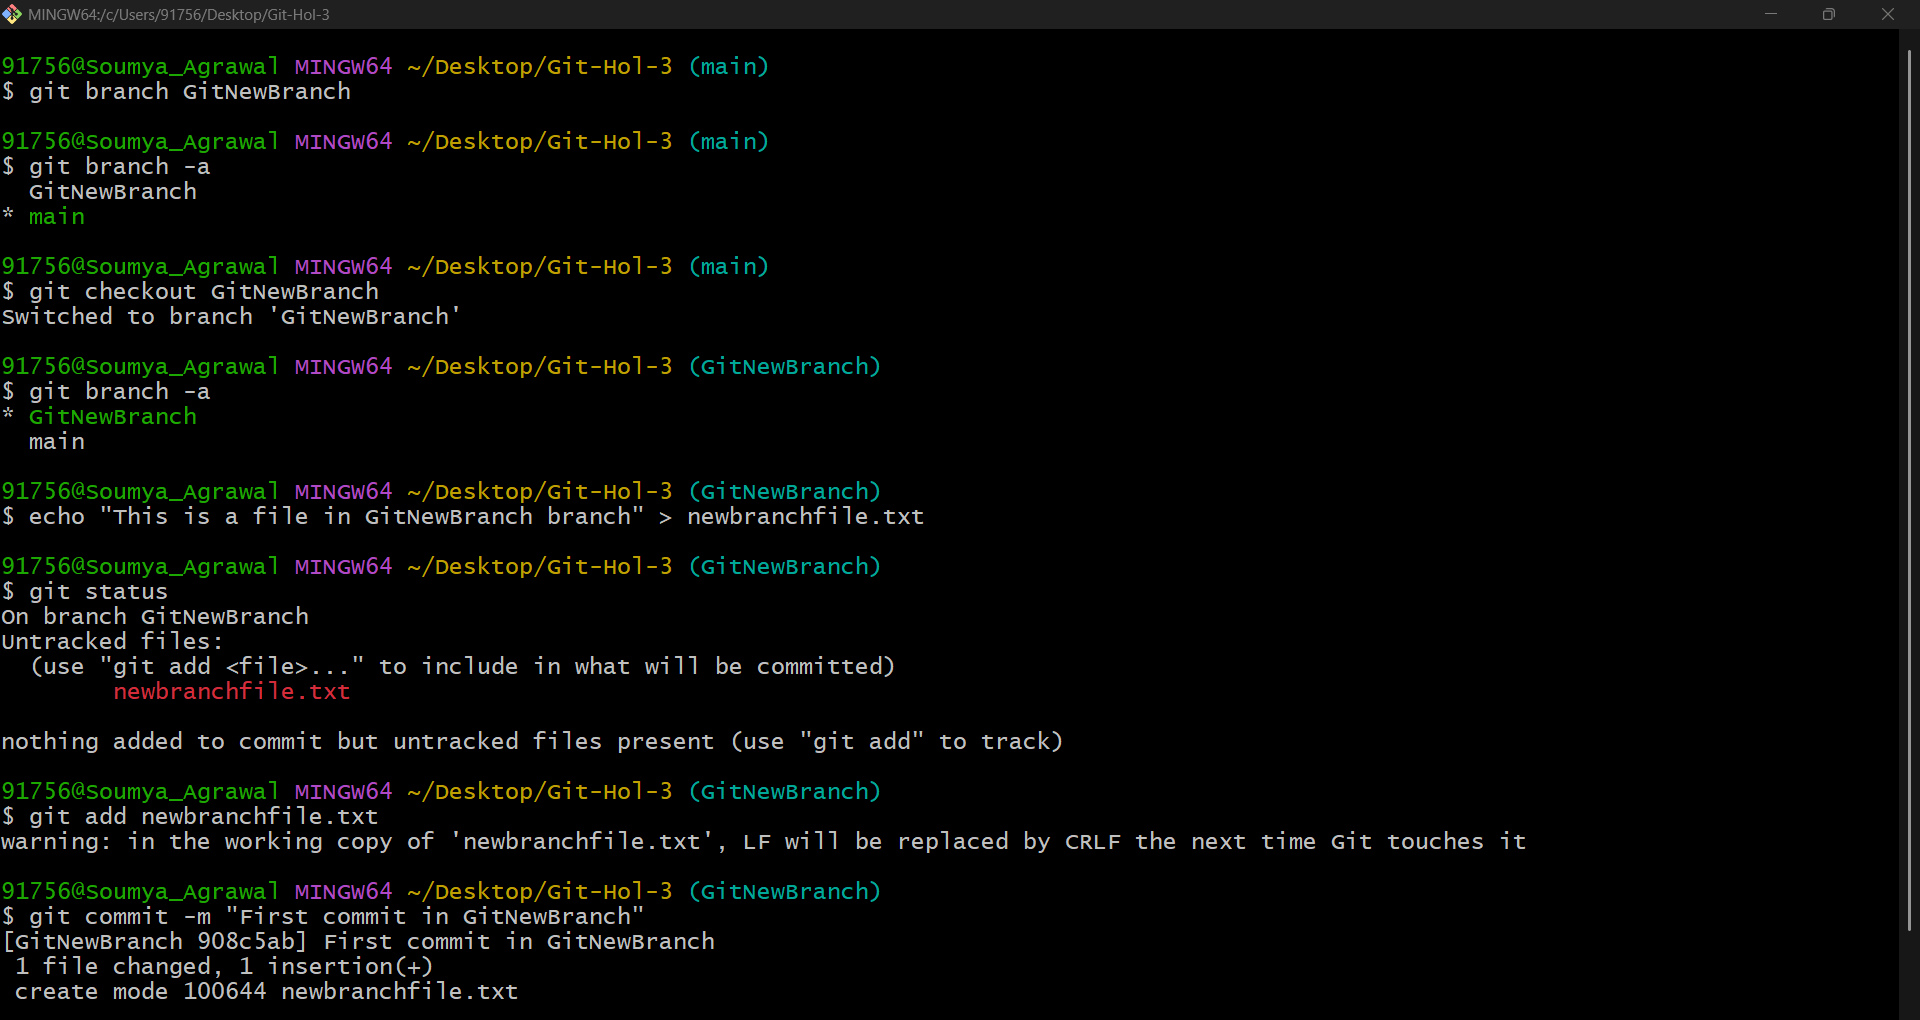 MINGW64:/c/Users/91756/Desktop/Git-Hol-3
91756@Soumya_Agrawal MINGW64 ~/Desktop/Git-Hol-3 (main)
$ git branch GitNewBranch
91756@Soumya_Agrawal MINGW64 ~/Desktop/Git-Hol-3 (main)
$ git branch -a
  GitNewBranch
* main
91756@Soumya_Agrawal MINGW64 ~/Desktop/Git-Hol-3 (main)
$ git checkout GitNewBranch
Switched to branch 'GitNewBranch'
91756@Soumya_Agrawal MINGW64 ~/Desktop/Git-Hol-3 (GitNewBranch)
$ git branch -a
* GitNewBranch
  main
91756@Soumya_Agrawal MINGW64 ~/Desktop/Git-Hol-3 (GitNewBranch)
$ echo "This is a file in GitNewBranch branch" > newbranchfile.txt
91756@Soumya_Agrawal MINGW64 ~/Desktop/Git-Hol-3 (GitNewBranch)
$ git status
On branch GitNewBranch
Untracked files:
  (use "git add <file>..." to include in what will be committed)
        newbranchfile.txt
nothing added to commit but untracked files present (use "git add" to track)
91756@Soumya_Agrawal MINGW64 ~/Desktop/Git-Hol-3 (GitNewBranch)
$ git add newbranchfile.txt
warning: in the working copy of 'newbranchfile.txt', LF will be replaced by CRLF the next time Git touches it
91756@Soumya_Agrawal MINGW64 ~/Desktop/Git-Hol-3 (GitNewBranch)
$ git commit -m "First commit in GitNewBranch"
[GitNewBranch 908c5ab] First commit in GitNewBranch
 1 file changed, 1 insertion(+)
 create mode 100644 newbranchfile.txt